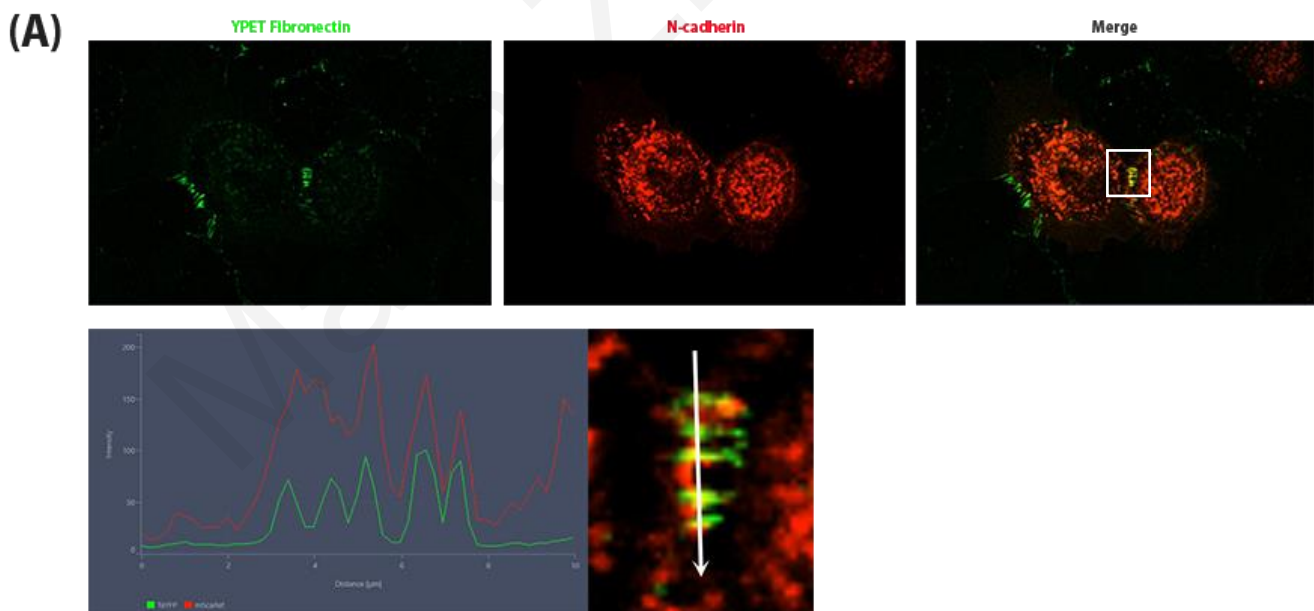 (A)
YPET Fibronectin
N-cadherin
Merge
200
150
100
50
0
Intensity
0
2
4
6
8
10
Distance [µm]